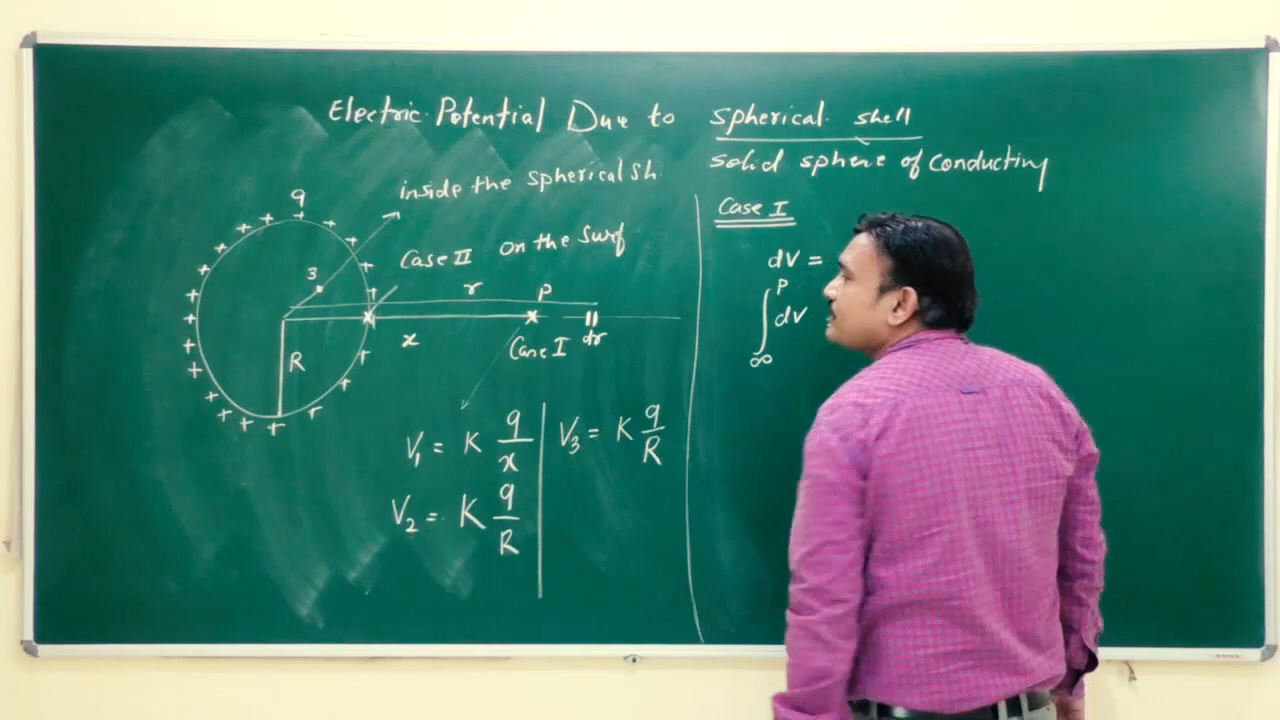 Electric Potential Due to spherical shell
solid sphere of conducting
inside the spherical sh.
Case II on the surf
q
3
r
P
x
Case I
dr
R
V₁ = K q/x
V₂ = K q/R
V₃ = K q/R
Case I
dV =
∫ dV
P
∞